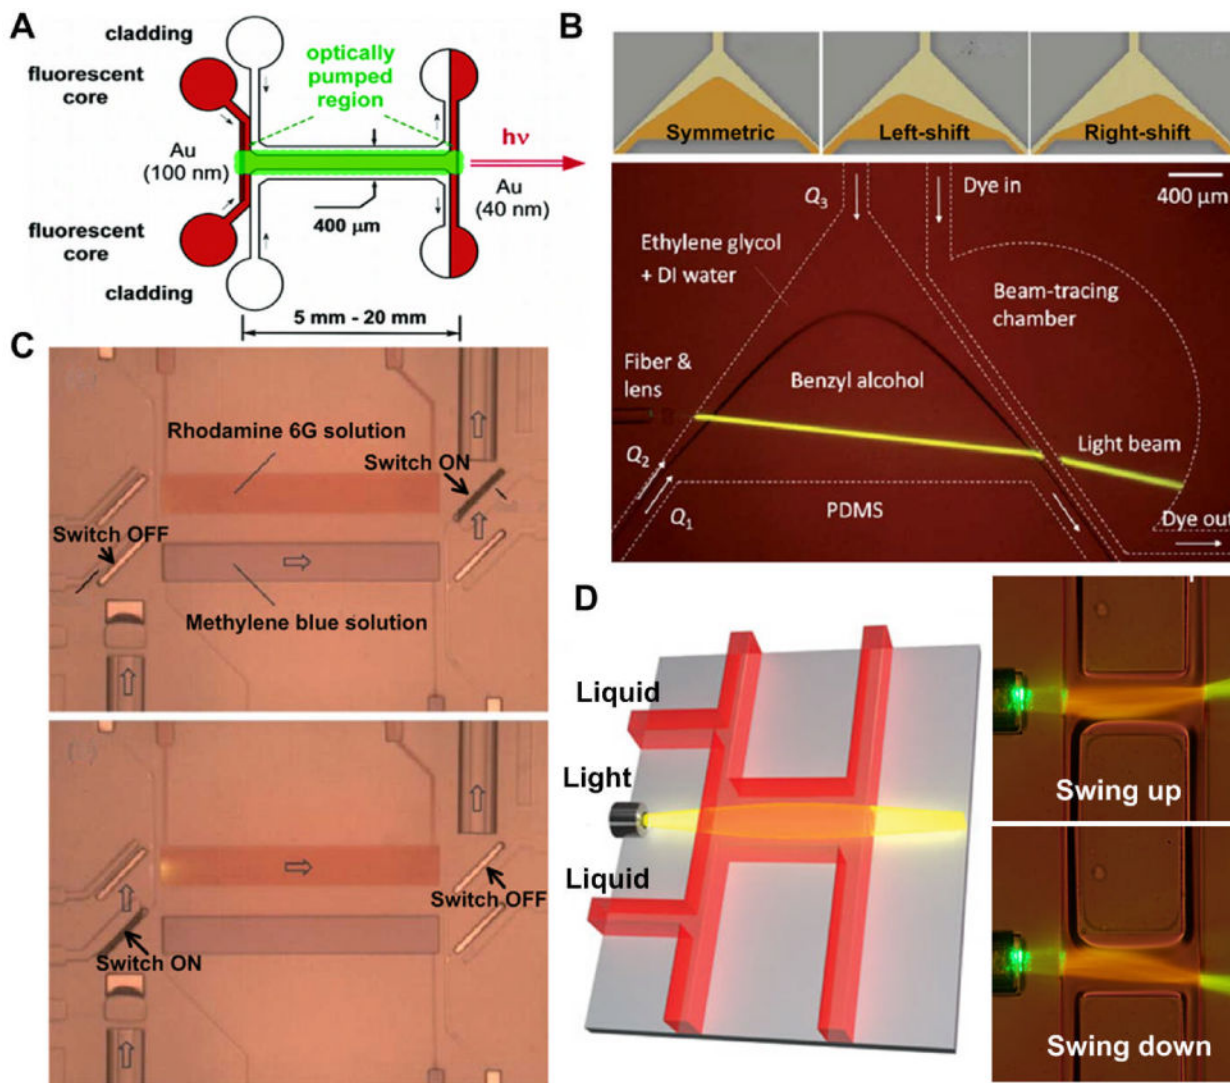 A
cladding
fluorescent
core
optically
pumped
region
Au
(100 nm)
hν
Au
(40 nm)
400 µm
fluorescent
core
cladding
5 mm - 20 mm
B
Symmetric
Left-shift
Right-shift
Q3
Dye in
400 µm
Ethylene glycol
+ DI water
Beam-tracing
chamber
Fiber &
lens
Benzyl alcohol
Light beam
Q2
Q1
PDMS
Dye out
C
Rhodamine 6G solution
Switch ON
Switch OFF
Methylene blue solution
Switch OFF
Switch ON
D
Liquid
Light
Liquid
Swing up
Swing down